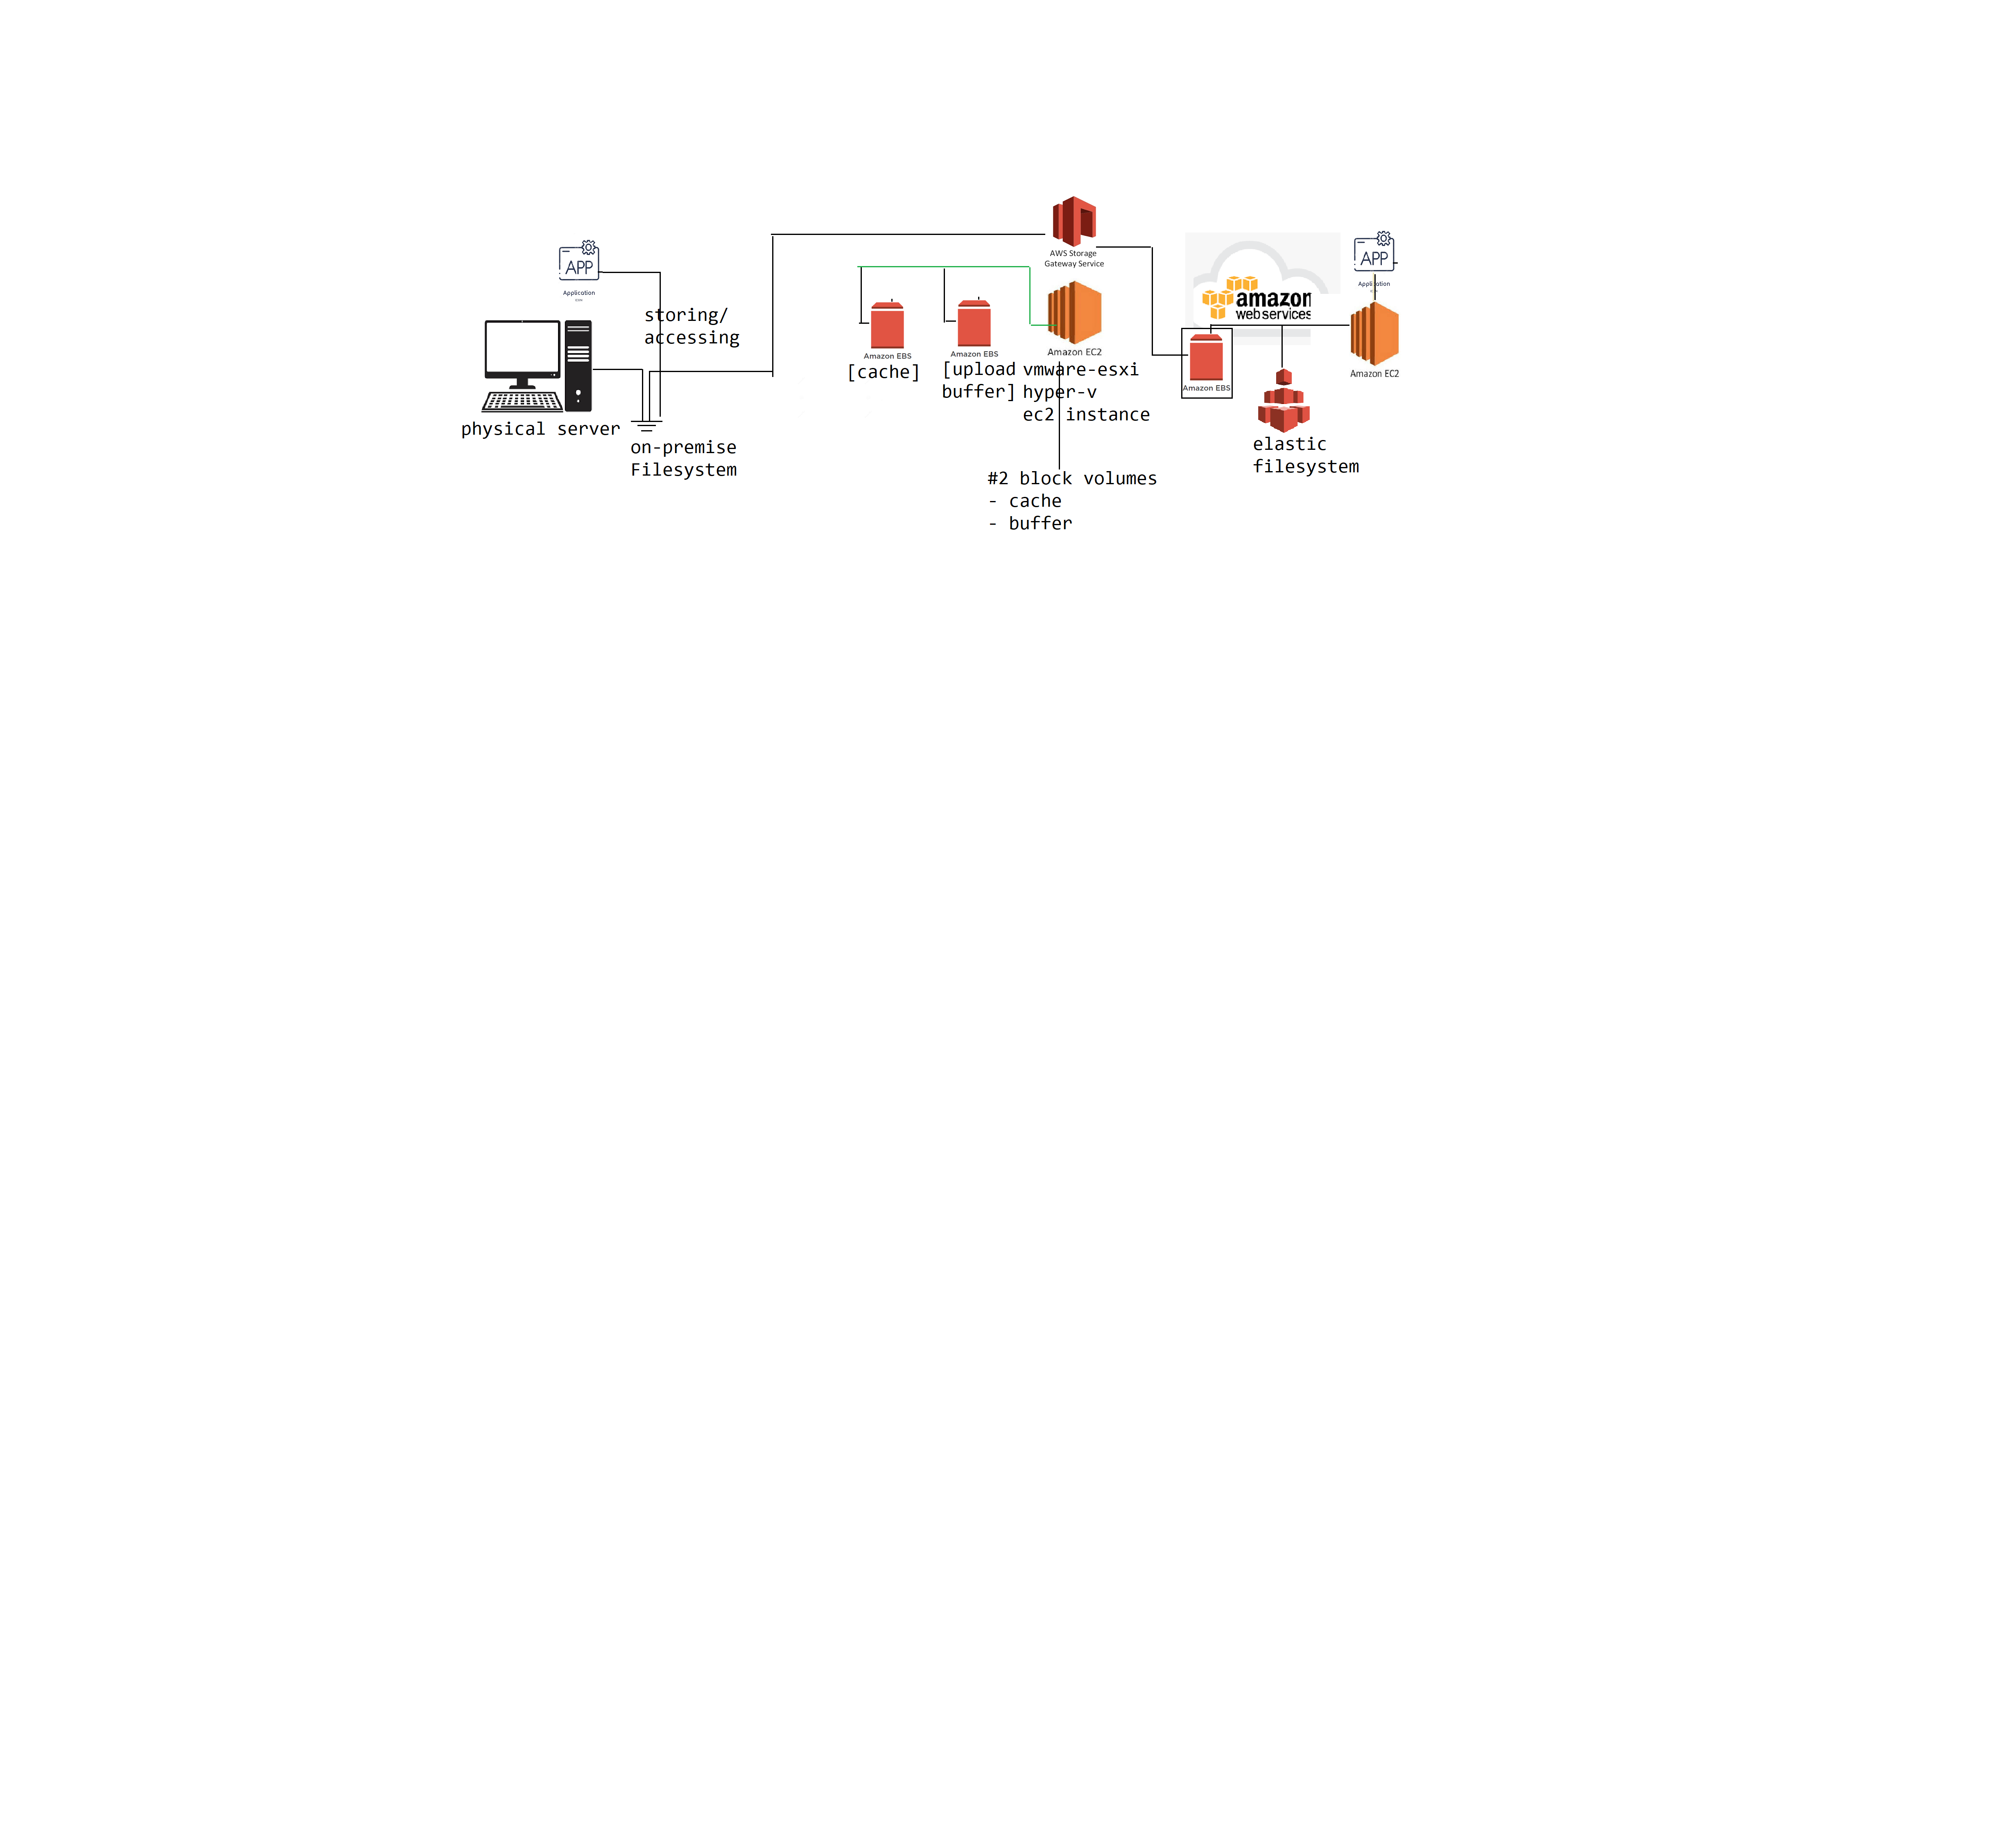 APP
Application
storing/
accessing
physical server
on-premise
Filesystem
AWS Storage
Gateway Service
Amazon EBS
[cache]
Amazon EBS
[upload
buffer]
Amazon EC2
vmware-esxi
hyper-v
ec2 instance
#2 block volumes
- cache
- buffer
amazon
web services
Amazon EBS
elastic
filesystem
APP
Application
Amazon EC2